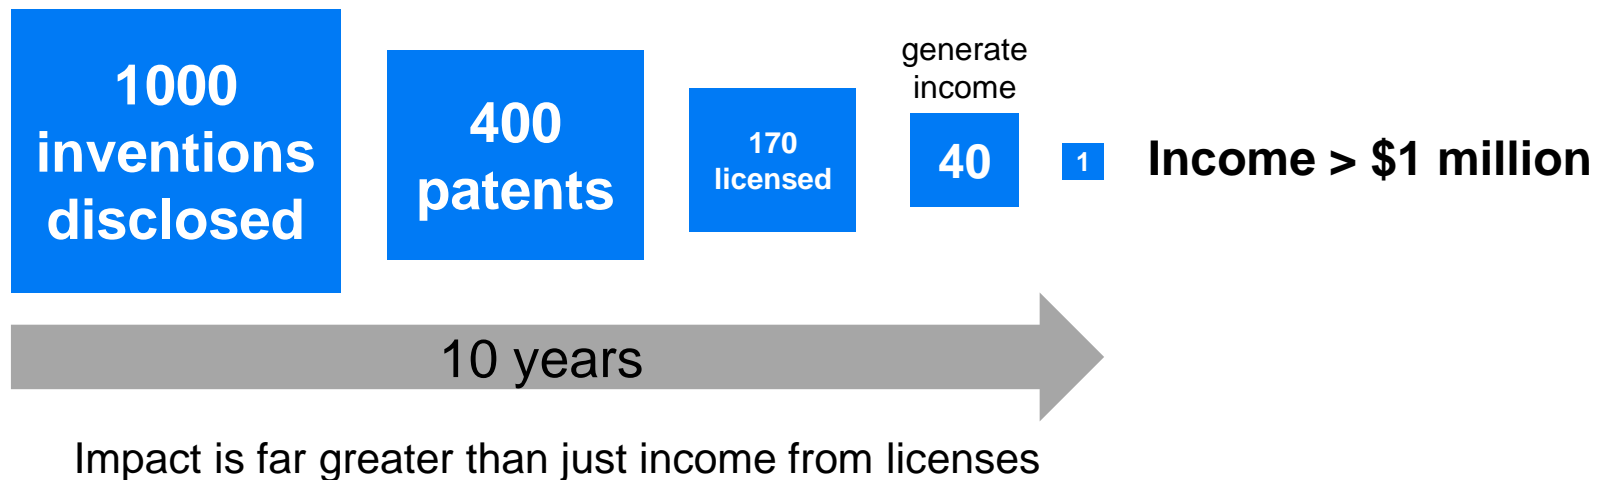 1000
inventions
disclosed
400
patents
170
licensed
generate
income
40
1
Income > $1 million
10 years
Impact is far greater than just income from licenses